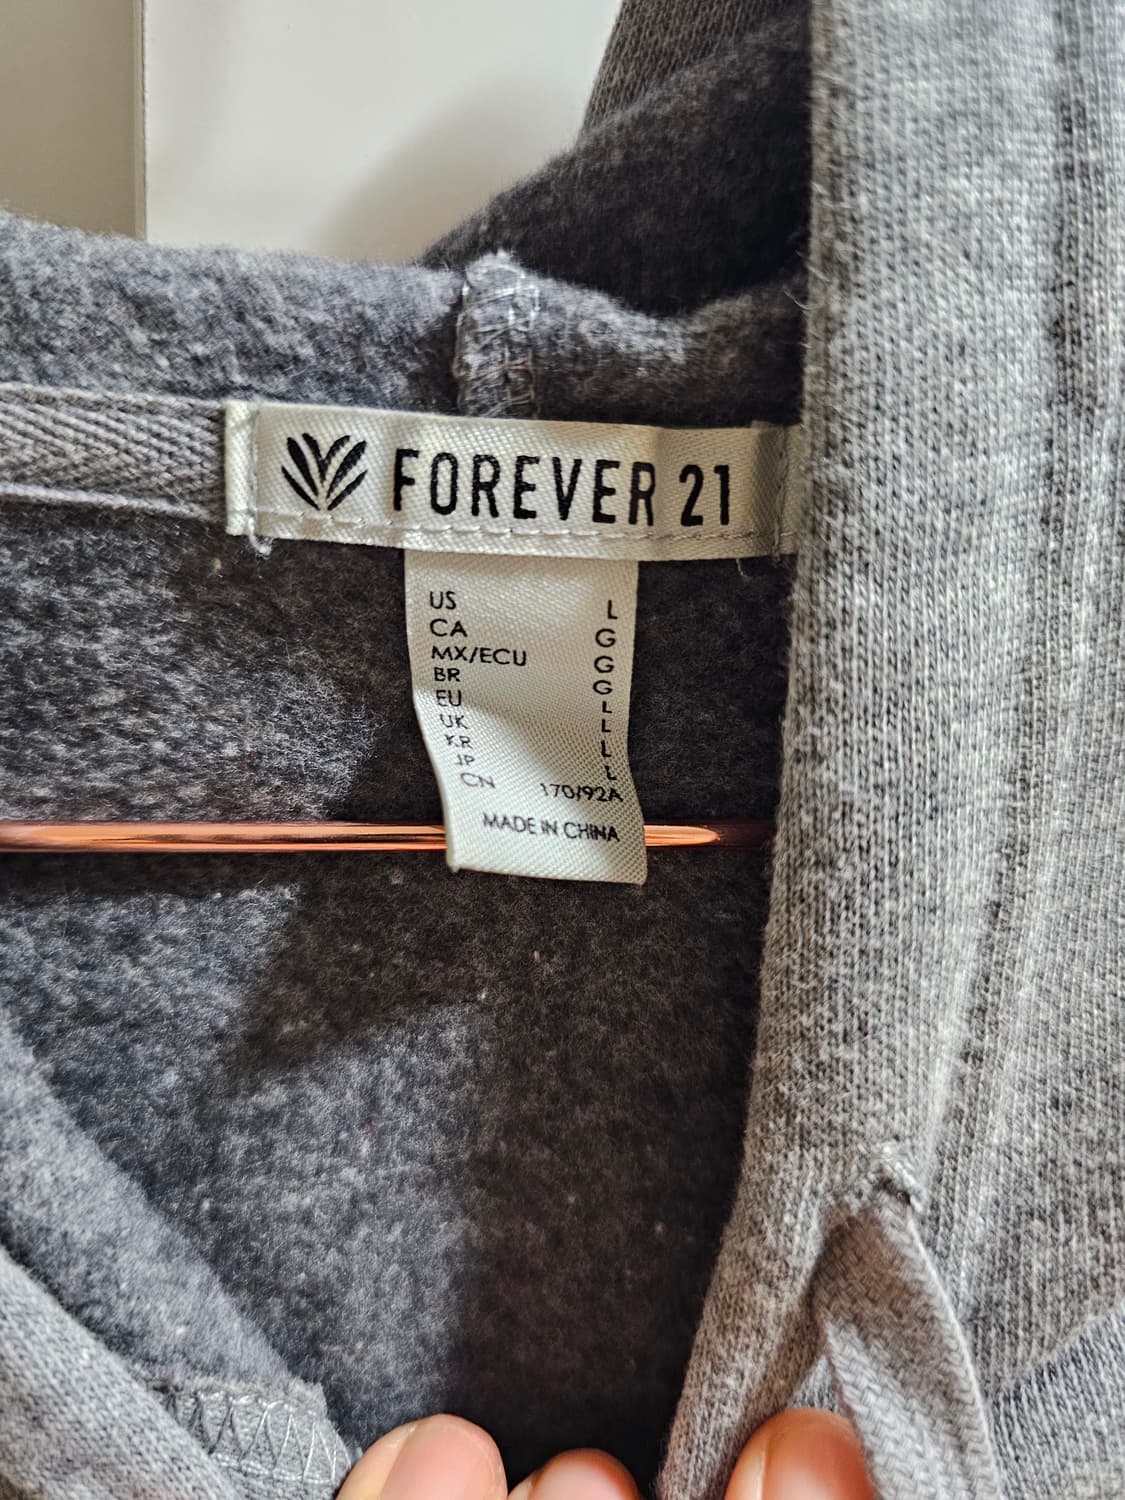 FOREVER 21
US L
CA G
MX/ECU G
BR G
EU L
UK L
KR L
JP L
CN 170/92A
MADE IN CHINA